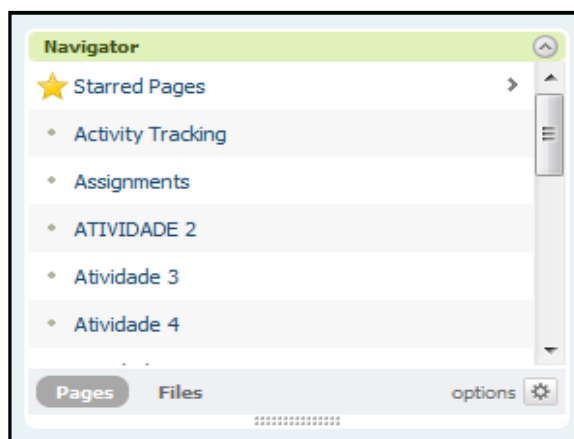 Navigator
Starred Pages
Activity Tracking
Assignments
ATIVIDADE 2
Atividade 3
Atividade 4
Pages Files options